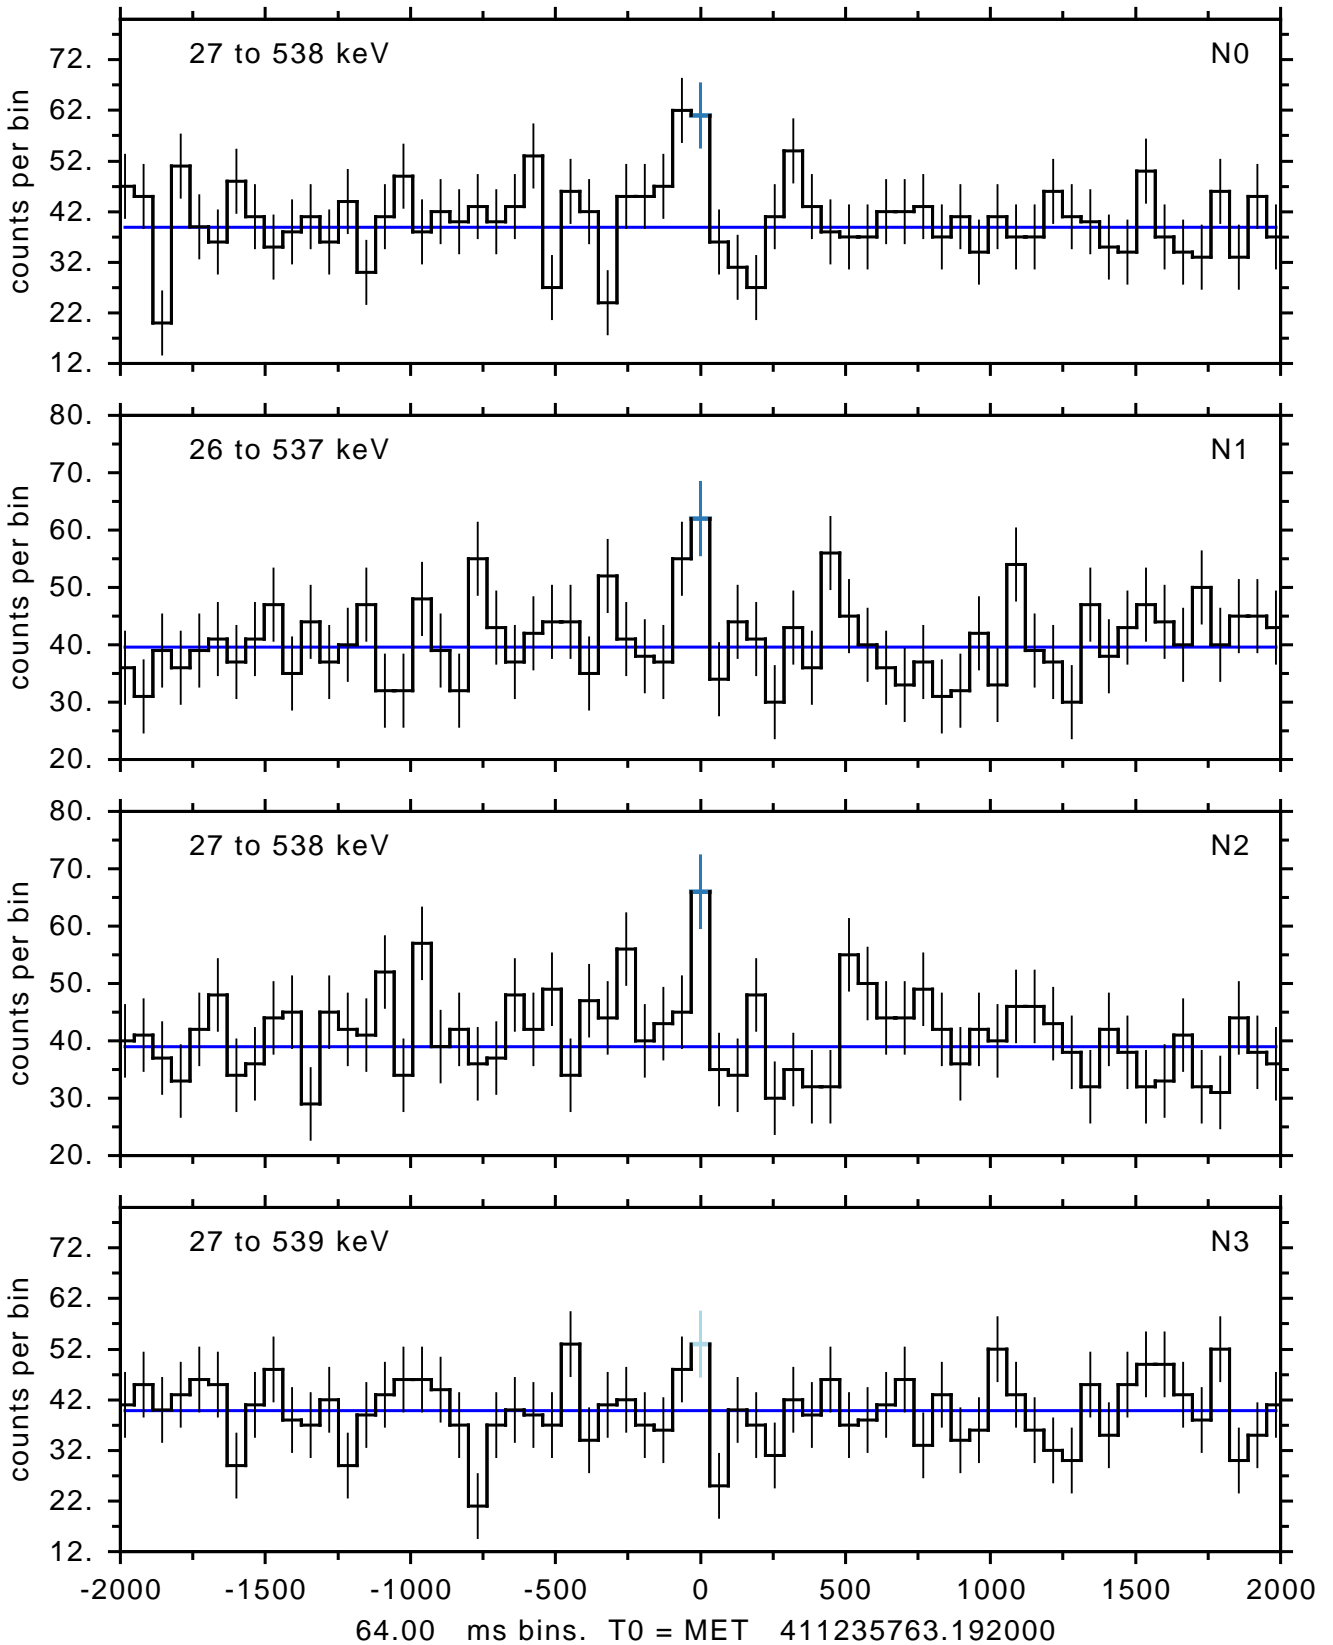 27 to 538 keV N0
72.
62.
52.
42.
32.
22.
12.
counts per bin
26 to 537 keV N1
80.
70.
60.
50.
40.
30.
20.
counts per bin
27 to 538 keV N2
80.
70.
60.
50.
40.
30.
20.
counts per bin
27 to 539 keV N3
72.
62.
52.
42.
32.
22.
12.
counts per bin
-2000 -1500 -1000 -500 0 500 1000 1500 2000
64.00 ms bins. T0 = MET 411235763.192000